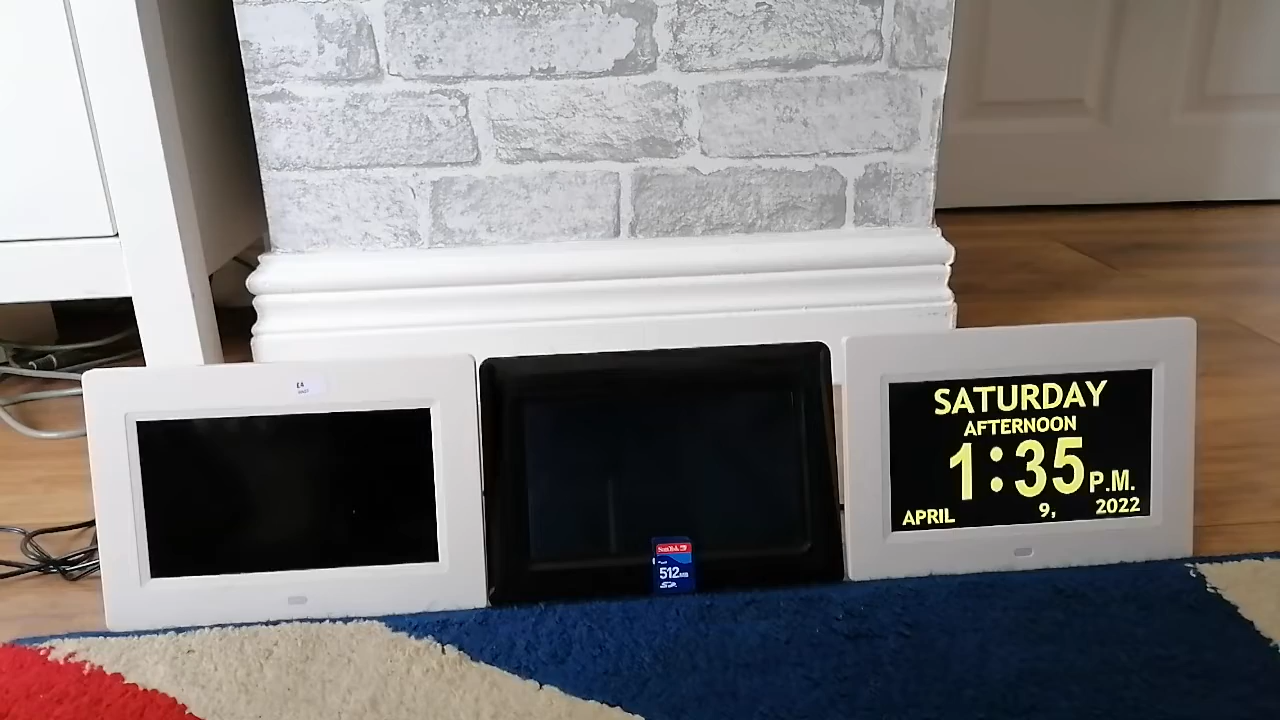 SATURDAY
AFTERNOON
1:35 P.M.
APRIL 9, 2022
SanDisk
512MB
SD